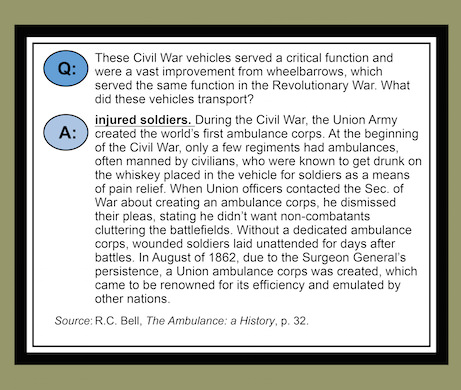 Q: These Civil War vehicles served a critical function and
were a vast improvement from wheelbarrows, which
served the same function in the Revolutionary War. What
did these vehicles transport?
A: injured soldiers. During the Civil War, the Union Army
created the world's first ambulance corps. At the beginning
of the Civil War, only a few regiments had ambulances,
often manned by civilians, who were known to get drunk on
the whiskey placed in the vehicle for soldiers as a means
of pain relief. When Union officers contacted the Sec. of
War about creating an ambulance corps, he dismissed
their pleas, stating he didn't want non-combatants
cluttering the battlefields. Without a dedicated ambulance
corps, wounded soldiers laid unattended for days after
battles. In August of 1862, due to the Surgeon General's
persistence, a Union ambulance corps was created, which
came to be renowned for its efficiency and emulated by
other nations.
Source: R.C. Bell, The Ambulance: a History, p. 32.